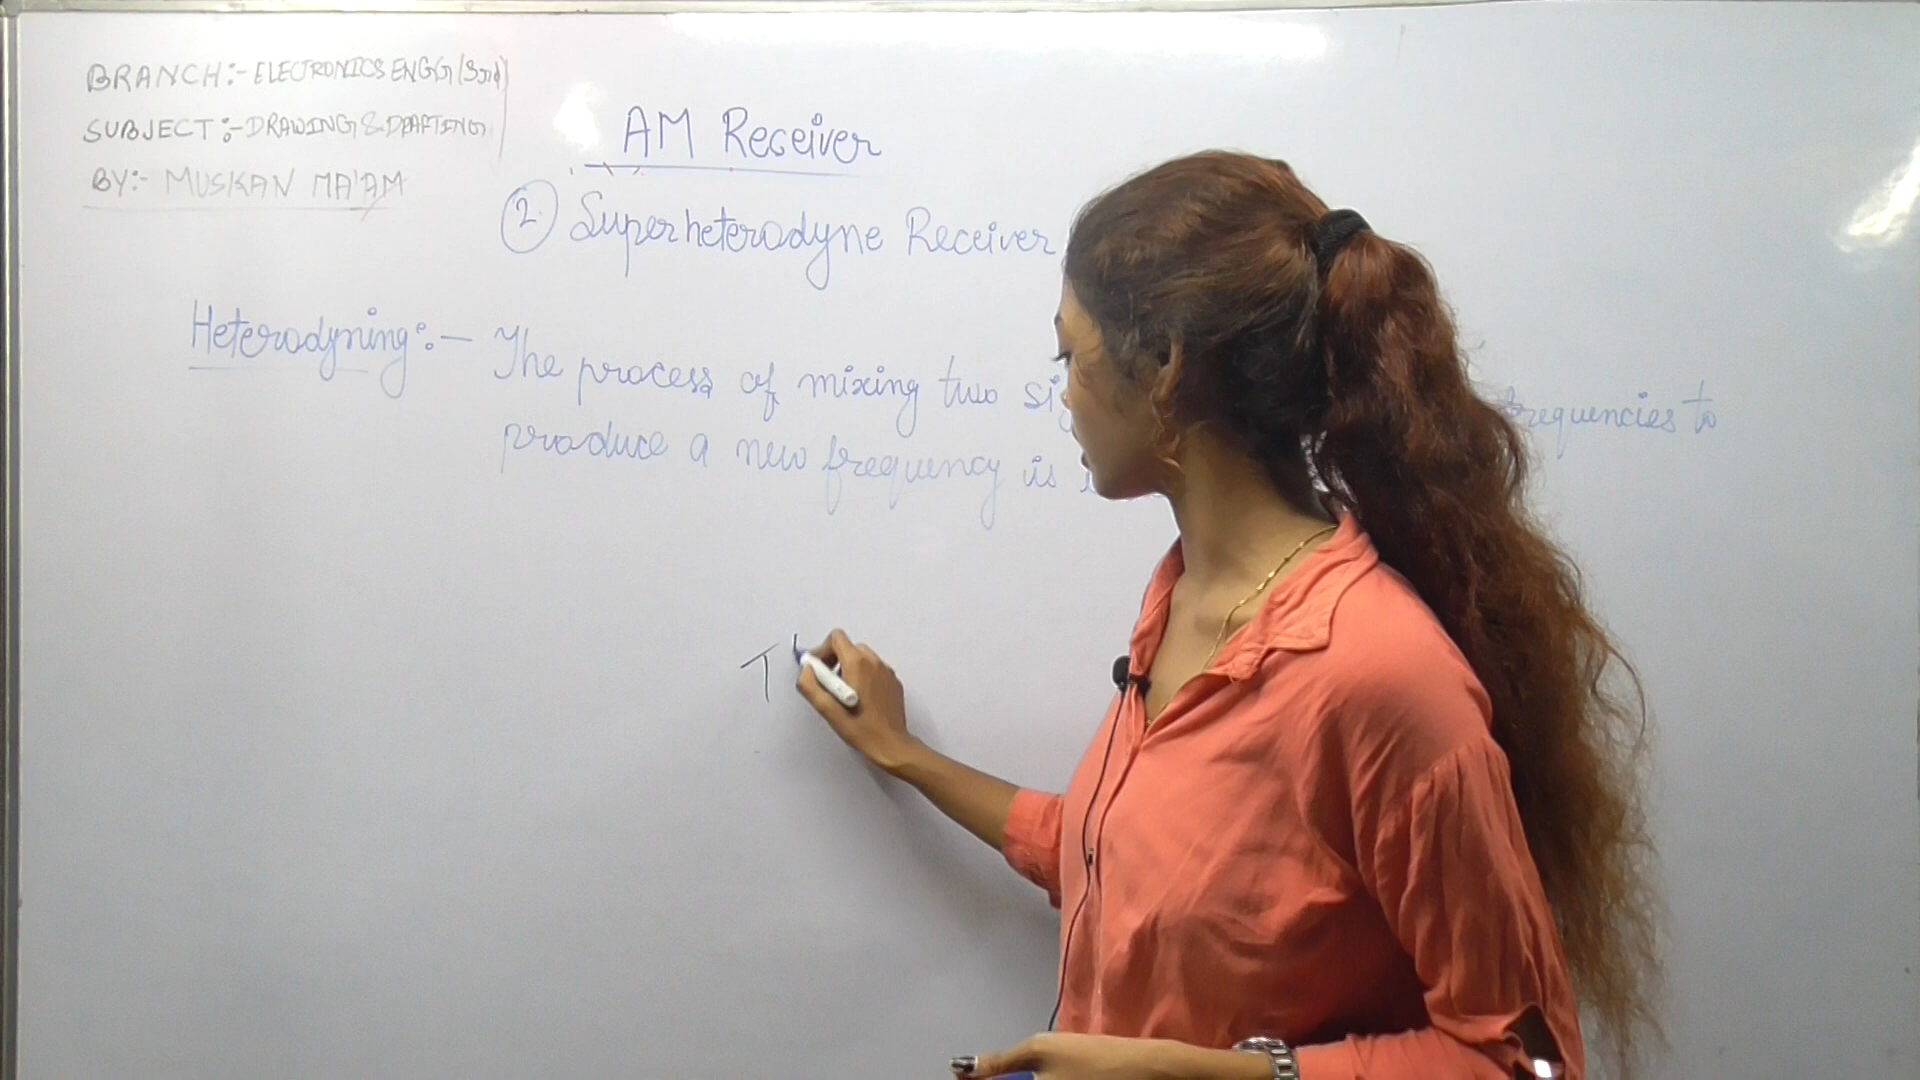 BRANCH:- ELECTRONICS ENGG (3rd)
SUBJECT:- DRAWING & DRAFTING
BY:- MUSKAN MA'AM
AM Receiver
2. Superheterodyne Receiver
Heterodyning:- The process of mixing two frequencies to
produce a new frequency is
T